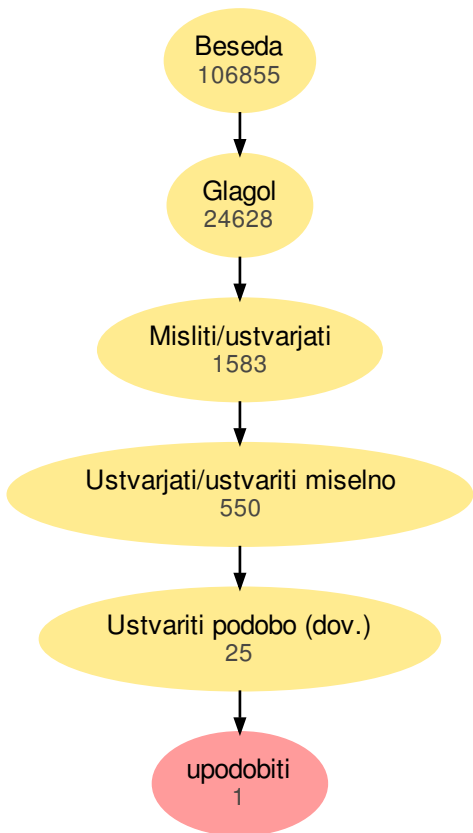 Beseda
106855
Glagol
24628
Misliti/ustvarjati
1583
Ustvarjati/ustvariti miselno
550
Ustvariti podobo (dov.)
25
upodobiti
1